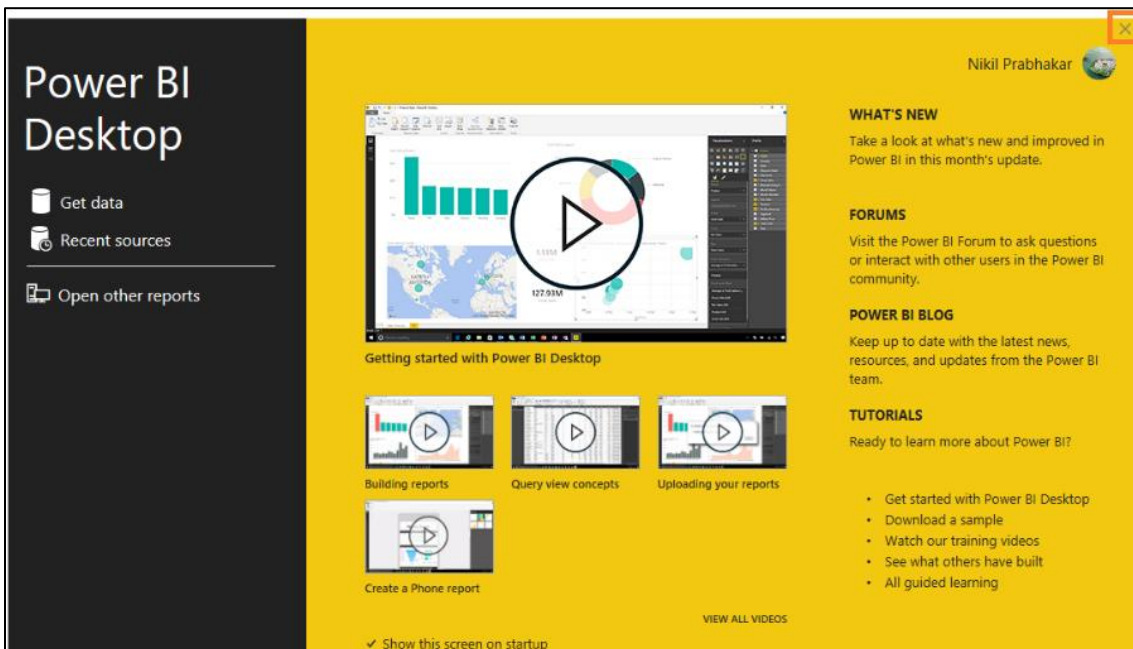 Power BI
Desktop
Get data
Recent sources
Open other reports
Nikil Prabhakar
127.93M
Getting started with Power BI Desktop
Building reports
Query view concepts
Uploading your reports
Create a Phone report
VIEW ALL VIDEOS
Show this screen on startup
WHAT'S NEW
Take a look at what's new and improved in
Power BI in this month's update.
FORUMS
Visit the Power BI Forum to ask questions
or interact with other users in the Power BI
community.
POWER BI BLOG
Keep up to date with the latest news,
resources, and updates from the Power BI
team.
TUTORIALS
Ready to learn more about Power BI?
• Get started with Power BI Desktop
• Download a sample
• Watch our training videos
• See what others have built
• All guided learning